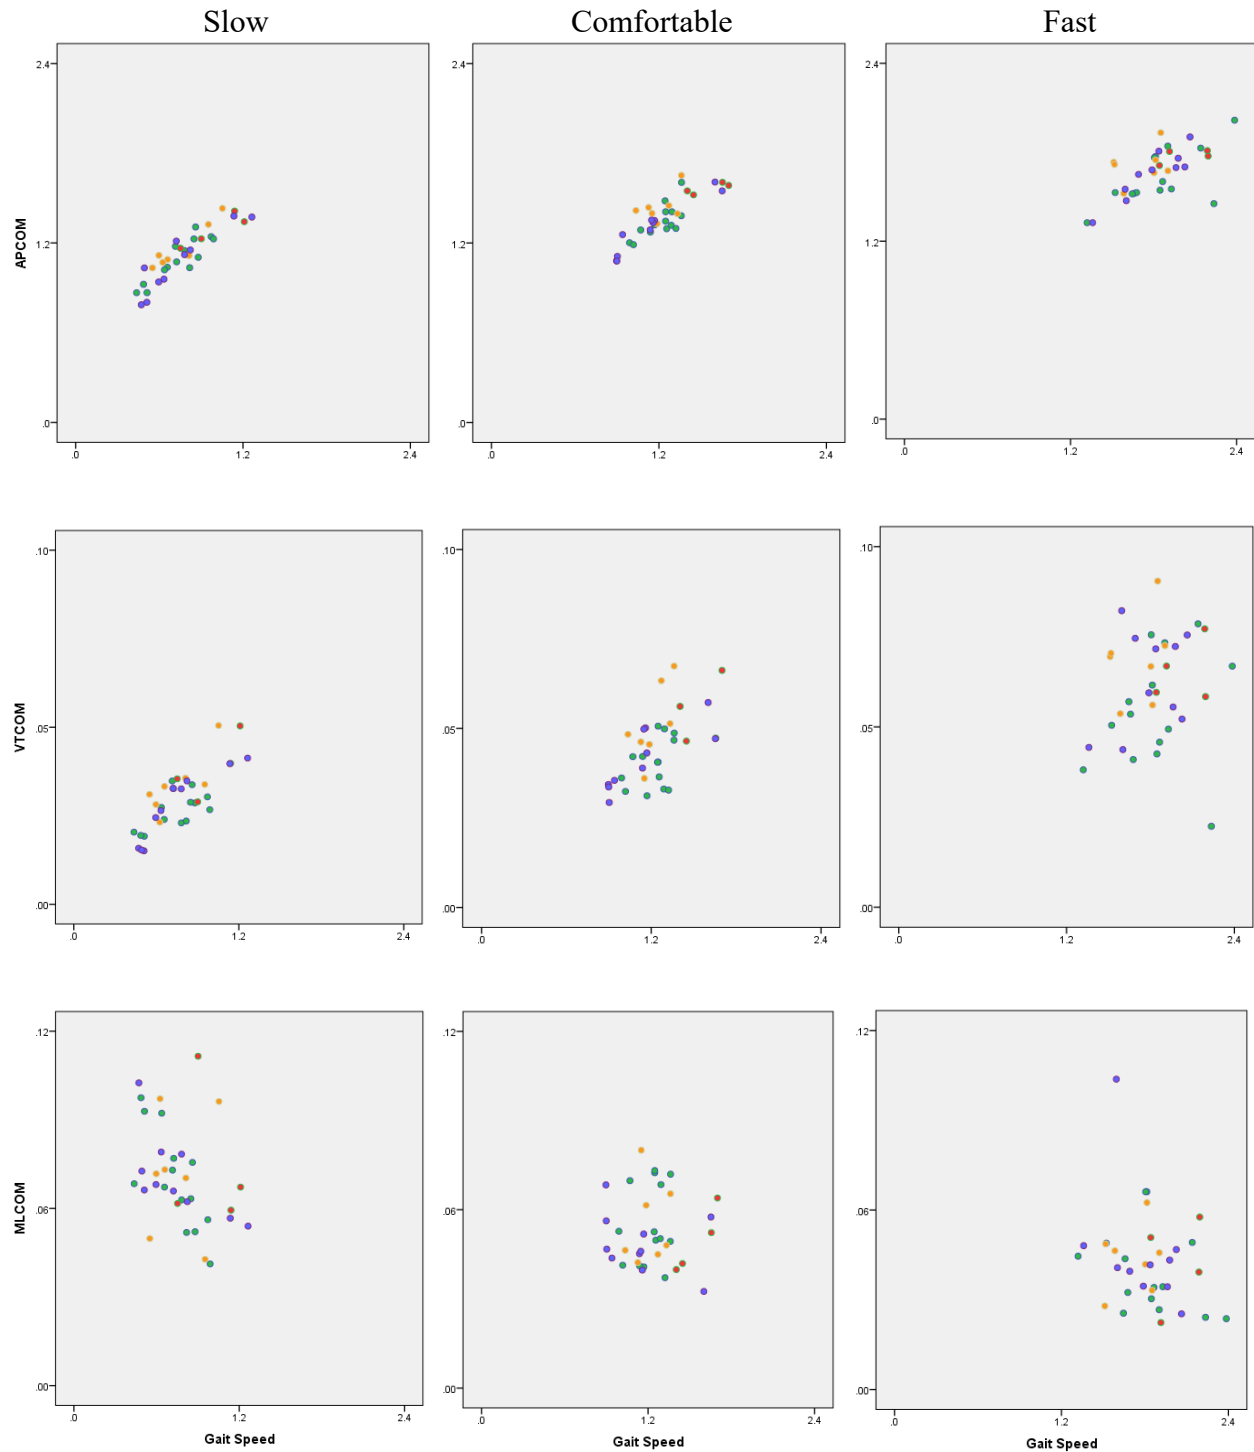 Slow Comfortable Fast
2.4 2.4 2.4
APCOM
1.2 1.2 1.2
.0 .0 .0
.0 1.2 2.4 .0 1.2 2.4 .0 1.2 2.4
.10 .10 .10
VTCOM
.05 .05 .05
.00 .00 .00
.0 1.2 2.4 .0 1.2 2.4 .0 1.2 2.4
.12 .12 .12
MLCOM
.06 .06 .06
.00 .00 .00
.0 1.2 2.4 .0 1.2 2.4 .0 1.2 2.4
Gait Speed Gait Speed Gait Speed